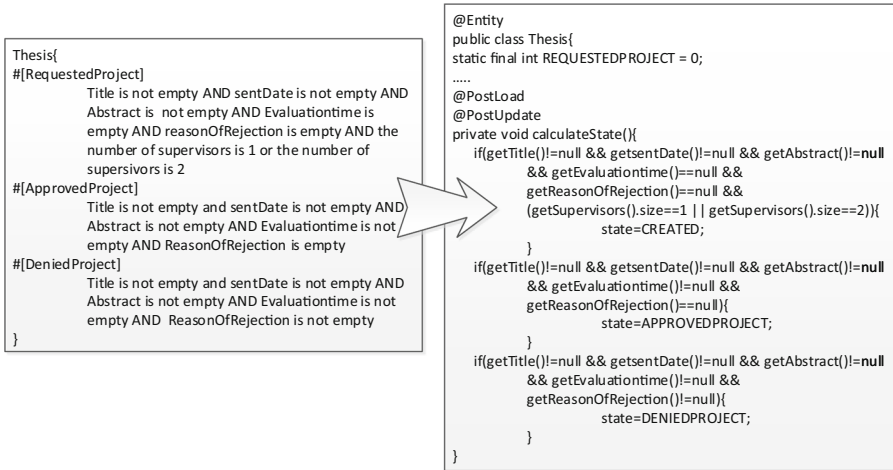 Thesis{
#[RequestedProject]
Title is not empty AND sentDate is not empty AND
Abstract is not empty AND Evaluationtime is
empty AND reasonOfRejection is empty AND the
number of supervisors is 1 or the number of
supersivors is 2
#[ApprovedProject]
Title is not empty and sentDate is not empty AND
Abstract is not empty AND Evaluationtime is not
empty AND ReasonOfRejection is empty
#[DeniedProject]
Title is not empty and sentDate is not empty AND
Abstract is not empty AND Evaluationtime is not
empty AND ReasonOfRejection is not empty
}
@Entity
public class Thesis{
static final int REQUESTEDPROJECT = 0;
.....
@PostLoad
@PostUpdate
private void calculateState(){
if(getTitle()!=null && getsentDate()!=null && getAbstract()!=null
&& getEvaluationtime()==null &&
getReasonOfRejection()==null &&
(getSupervisors().size==1 || getSupervisors().size==2)){
state=CREATED;
}
if(getTitle()!=null && getsentDate()!=null && getAbstract()!=null
&& getEvaluationtime()!=null &&
getReasonOfRejection()==null){
state=APPROVEDPROJECT;
}
if(getTitle()!=null && getsentDate()!=null && getAbstract()!=null
&& getEvaluationtime()!=null &&
getReasonOfRejection()!=null){
state=DENIEDPROJECT;
}
}